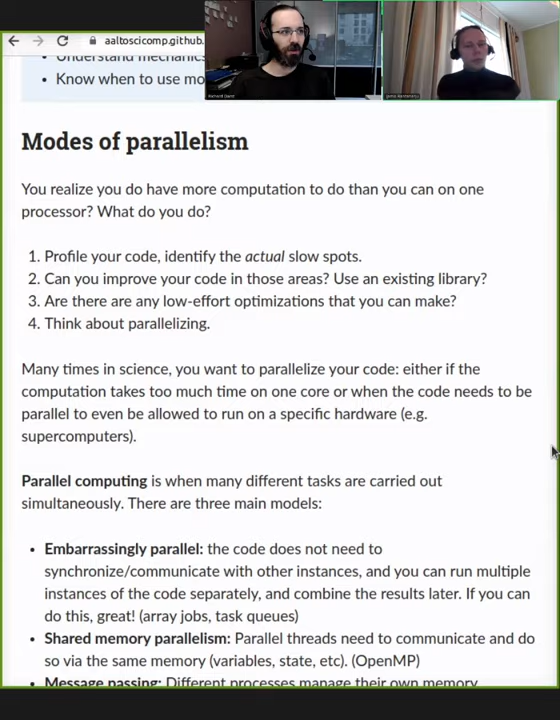 aaltoscicomp.github.
Understand mechanics
Know when to use mo
Richard Darst
Modes of parallelism
You realize you do have more computation to do than you can on one
processor? What do you do?
1. Profile your code, identify the actual slow spots.
2. Can you improve your code in those areas? Use an existing library?
3. Are there are any low-effort optimizations that you can make?
4. Think about parallelizing.
Many times in science, you want to parallelize your code: either if the
computation takes too much time on one core or when the code needs to be
parallel to even be allowed to run on a specific hardware (e.g.
supercomputers).
Parallel computing is when many different tasks are carried out
simultaneously. There are three main models:
• Embarrassingly parallel: the code does not need to
synchronize/communicate with other instances, and you can run multiple
instances of the code separately, and combine the results later. If you can
do this, great! (array jobs, task queues)
• Shared memory parallelism: Parallel threads need to communicate and do
so via the same memory (variables, state, etc). (OpenMP)
• Message passing: Different processes manage their own memory